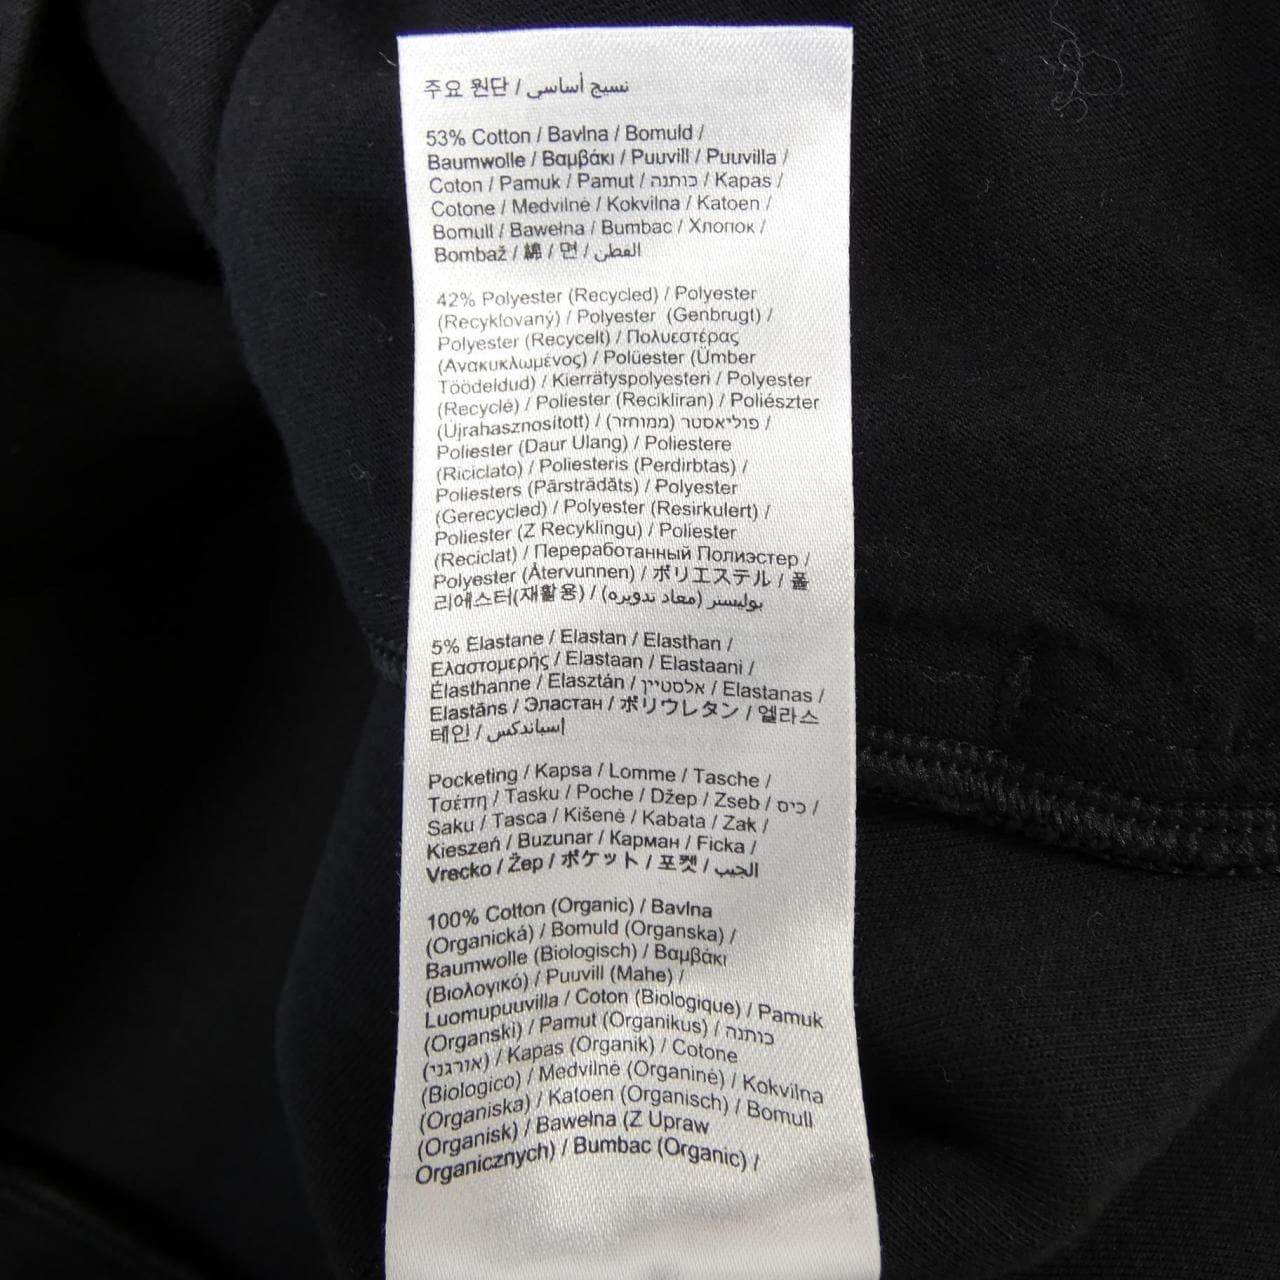 주요 원단 / نسيج أساسي
53% Cotton / Bavlna / Bomuld /
Baumwolle / Βαμβάκι / Puuvill / Puuvilla /
Coton / Pamuk / Pamut / כותנה / Kapas /
Cotone / Medvilnė / Kokvilna / Katoen /
Bomull / Bawełna / Bumbac / Хлопок /
Bombaž / 綿 / 면 / القطن
42% Polyester (Recycled) / Polyester
(Recyklovaný) / Polyester (Genbrugt) /
Polyester (Recycelt) / Πολυεστέρας
(Ανακυκλωμένος) / Polüester (Ümber
Töödeldud) / Kierrätyspolyesteri / Polyester
(Recyclé) / Poliester (Recikliran) / Poliészter
(Újrahasznosított) / פוליאסטר (ממוחזר) /
Poliester (Daur Ulang) / Poliestere
(Riciclato) / Poliesteris (Perdirbtas) /
Poliesters (Pārstrādāts) / Polyester
(Gerecycled) / Polyester (Resirkulert) /
Poliester (Z Recyklingu) / Poliester
(Reciclat) / Переработанный Полиэстер /
Polyester (Återvunnen) / ポリエステル / 폴
리에스터(재활용) / بوليستر (معاد تدويره)
5% Elastane / Elastan / Elasthan /
Ελαστομερής / Elastaan / Elastaani /
Élasthanne / Elasztán / אלסטיין / Elastanas /
Elastāns / Эластан / ポリウレタン / 엘라스
테인 / إسباندكس
Pocketing / Kapsa / Lomme / Tasche /
Τσέπη / Tasku / Poche / Džep / Zseb / כיס /
Saku / Tasca / Kišenė / Kabata / Zak /
Kieszeń / Buzunar / Карман / Ficka /
Vrecko / Žep / ポケット / 포켓 / الجيب
100% Cotton (Organic) / Bavlna
(Organická) / Bomuld (Organska) /
Baumwolle (Biologisch) / Βαμβάκι
(Βιολογικό) / Puuvill (Mahe) /
Luomupuuvilla / Coton (Biologique) / Pamuk
(Organski) / Pamut (Organikus) / כותנה
(אורגני) / Kapas (Organik) / Cotone
(Biologico) / Medvilnė (Organinė) / Kokvilna
(Organiska) / Katoen (Organisch) / Bomull
(Organisk) / Bawełna (Z Upraw
Organicznych) / Bumbac (Organic) /